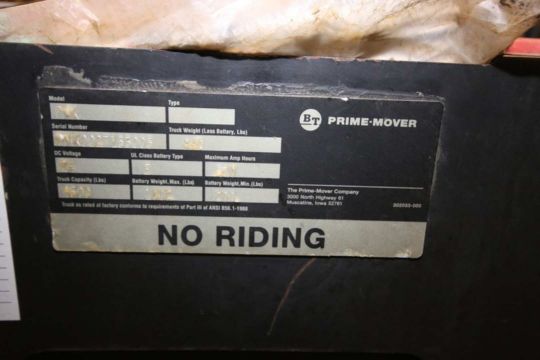 Model
Type
BT PRIME-MOVER
Serial Number
Truck Weight (Less Battery, Lbs)
DC Voltage
UL Class Battery Type
Maximum Amp Hours
E
Truck Capacity (Lbs)
Battery Weight, Max. (Lbs)
Battery Weight, Min. (Lbs)
The Prime-Mover Company
3000 North Highway 61
Muscatine, Iowa 52761
Truck as rated at factory conforms to requirements of Part III of ANSI B56.1-1988
NO RIDING